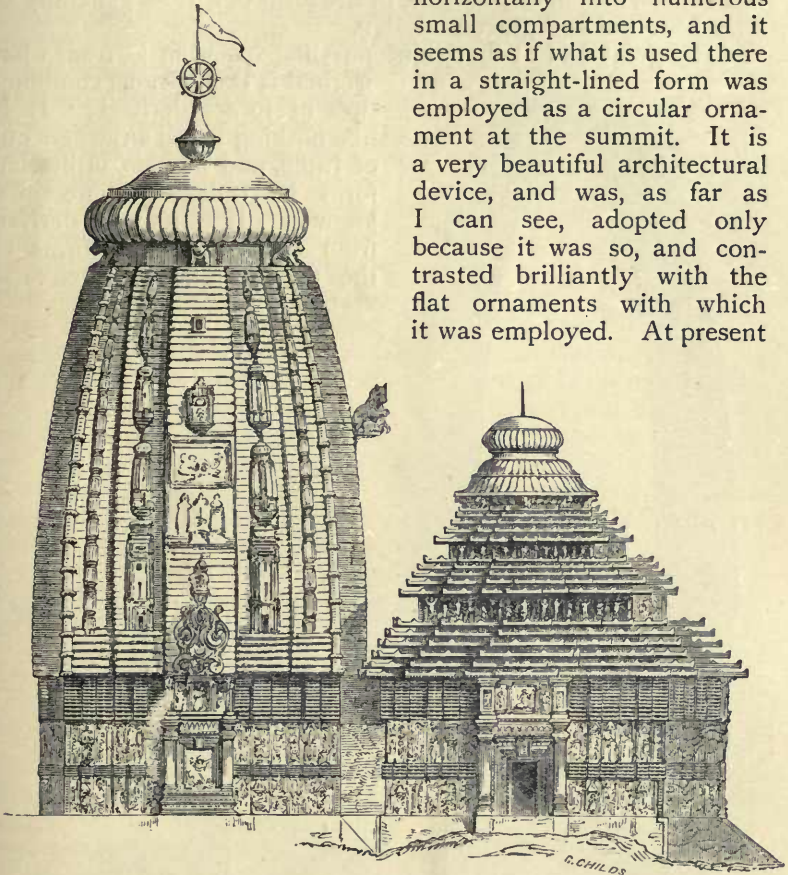 horizontally into numerous
small compartments, and it
seems as if what is used there
in a straight-lined form was
employed as a circular orna-
ment at the summit. It is
a very beautiful architectural
device, and was, as far as
I can see, adopted only
because it was so, and con-
trasted brilliantly with the
flat ornaments with which
it was employed. At present
G. CHILDS